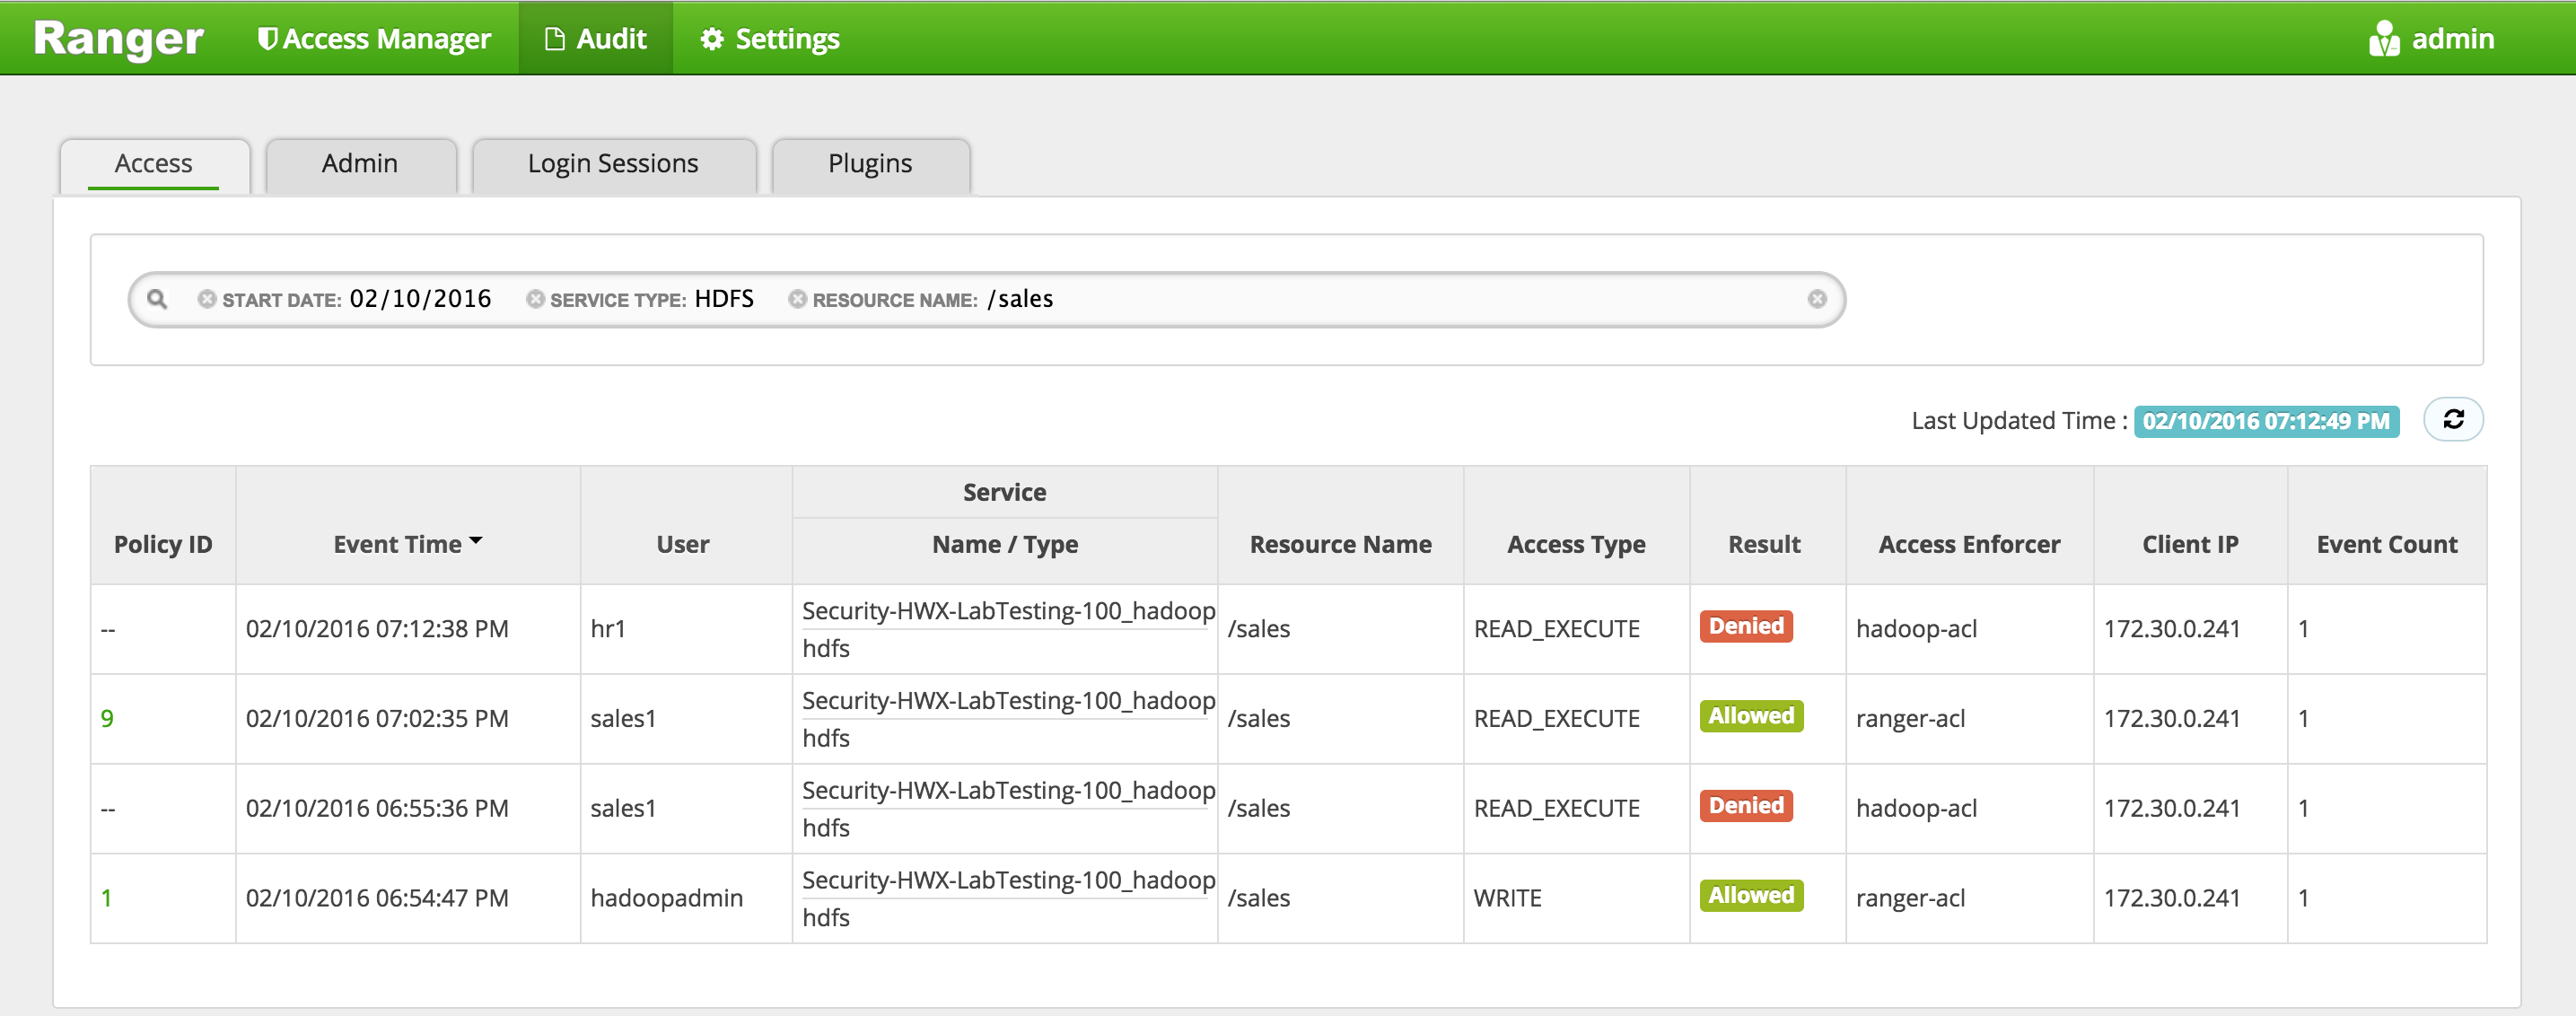 Ranger Access Manager Audit Settings admin
Access Admin Login Sessions Plugins
START DATE: 02/10/2016 SERVICE TYPE: HDFS RESOURCE NAME: /sales
Last Updated Time : 02/10/2016 07:12:49 PM
Service
Policy ID Event Time User Name / Type Resource Name Access Type Result Access Enforcer Client IP Event Count
Security-HWX-LabTesting-100_hadoop
-- 02/10/2016 07:12:38 PM hr1 /sales READ_EXECUTE Denied hadoop-acl 172.30.0.241 1
hdfs
Security-HWX-LabTesting-100_hadoop
9 02/10/2016 07:02:35 PM sales1 /sales READ_EXECUTE Allowed ranger-acl 172.30.0.241 1
hdfs
Security-HWX-LabTesting-100_hadoop
-- 02/10/2016 06:55:36 PM sales1 /sales READ_EXECUTE Denied hadoop-acl 172.30.0.241 1
hdfs
Security-HWX-LabTesting-100_hadoop
1 02/10/2016 06:54:47 PM hadoopadmin /sales WRITE Allowed ranger-acl 172.30.0.241 1
hdfs